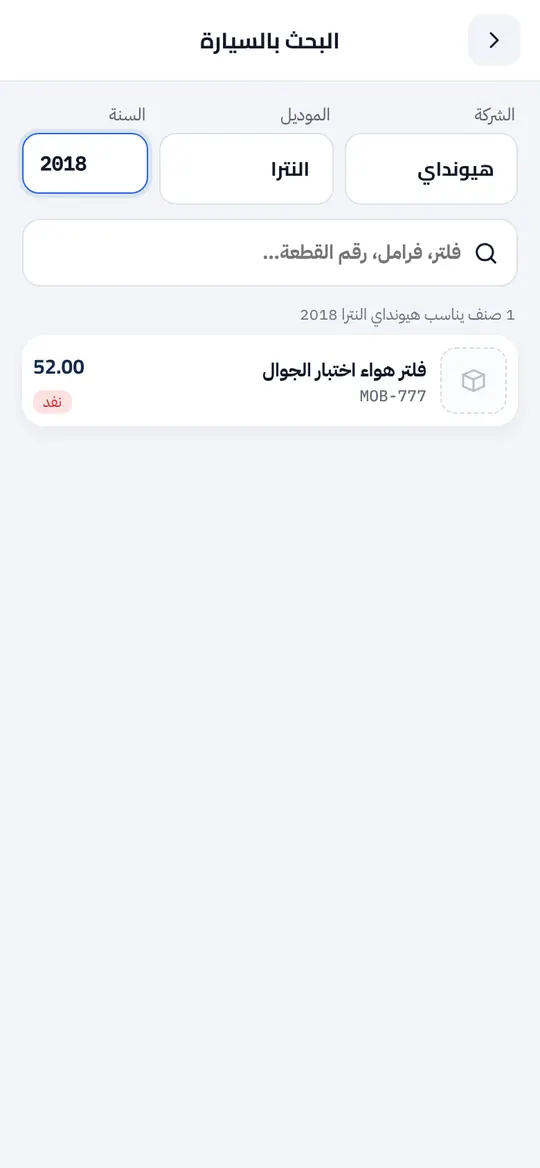 البحث بالسيارة
الشركة
الموديل
السنة
هيونداي
النترا
2018
فلتر، فرامل، رقم القطعة...
1 صنف يناسب هيونداي النترا 2018
فلتر هواء اختبار الجوال
52.00
MOB-777
نفد